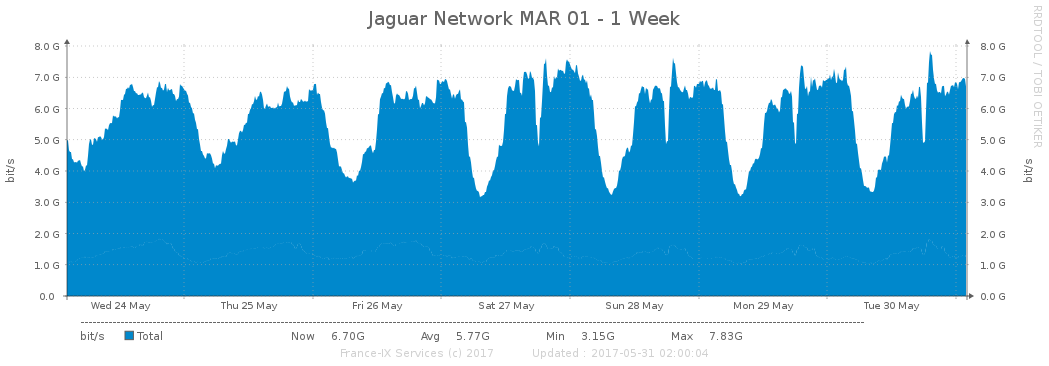 Jaguar Network MAR 01 - 1 Week
RRDTOOL / TOBI OETIKER
8.0 G 8.0 G
7.0 G 7.0 G
6.0 G 6.0 G
5.0 G 5.0 G
4.0 G 4.0 G
3.0 G 3.0 G
2.0 G 2.0 G
1.0 G 1.0 G
0.0 0.0 G
bit/s bit/s
Wed 24 May Thu 25 May Fri 26 May Sat 27 May Sun 28 May Mon 29 May Tue 30 May
bit/s Total Now 6.70G Avg 5.77G Min 3.15G Max 7.83G
France-IX Services (c) 2017 Updated : 2017-05-31 02:00:04